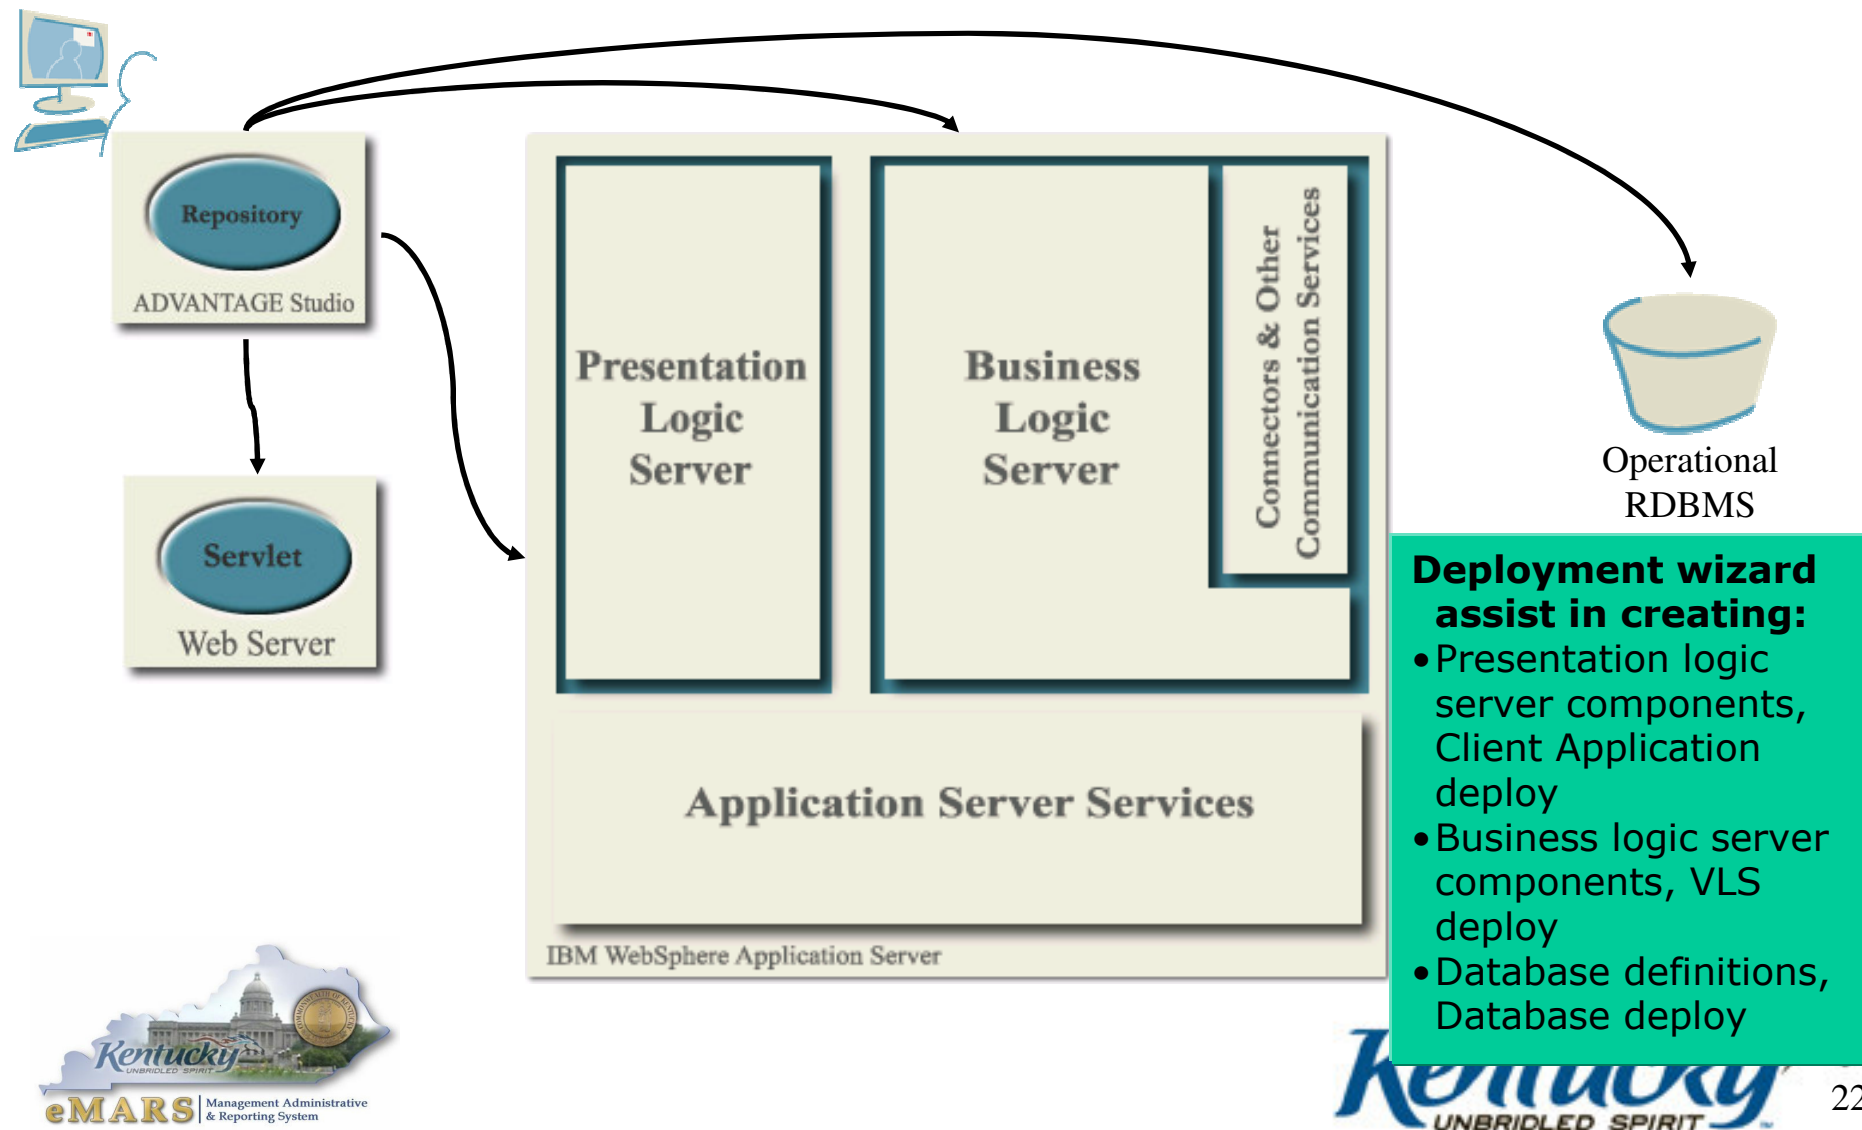 Repository
ADVANTAGE Studio
Servlet
Web Server
Presentation
Logic
Server
Business
Logic
Server
Connectors & Other
Communication Services
Application Server Services
IBM WebSphere Application Server
Operational
RDBMS
Deployment wizard
assist in creating:
•Presentation logic
server components,
Client Application
deploy
•Business logic server
components, VLS
deploy
•Database definitions,
Database deploy
Kentucky
UNBRIDLED SPIRIT
eMARS
Management Administrative
& Reporting System
Kentucky
UNBRIDLED SPIRIT
22